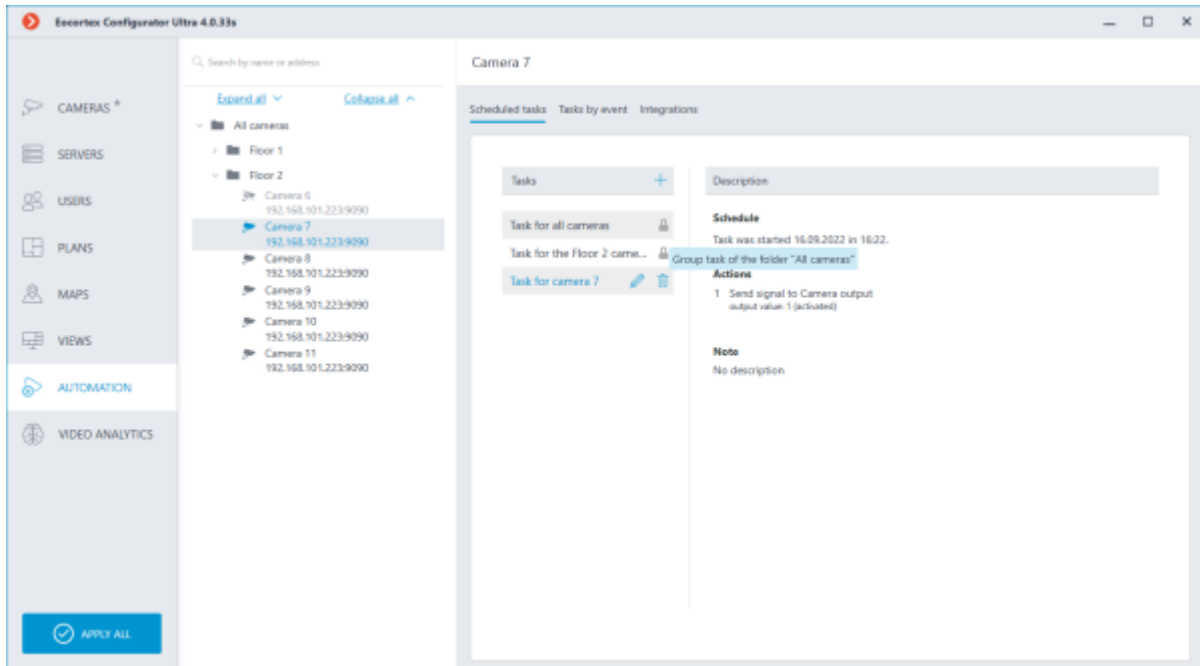 Eocortex Configurator Ultra 4.0.33s
Search by name or address
Camera 7
Expand all
Collapse all
Scheduled tasks Tasks by event Integrations
CAMERAS *
SERVERS
USERS
PLANS
MAPS
VIEWS
AUTOMATION
VIDEO ANALYTICS
APPLY ALL
All cameras
Floor 1
Floor 2
Camera 6
192.168.101.223:9090
Camera 7
192.168.101.223:9090
Camera 8
192.168.101.223:9090
Camera 9
192.168.101.223:9090
Camera 10
192.168.101.223:9090
Camera 11
192.168.101.223:9090
Tasks +
Task for all cameras
Task for the Floor 2 came...
Task for camera 7
Description
Schedule
Task was started 16.09.2022 in 16:22.
Group task of the folder "All cameras"
Actions
1 Send signal to Camera output
output value: 1 (activated)
Note
No description